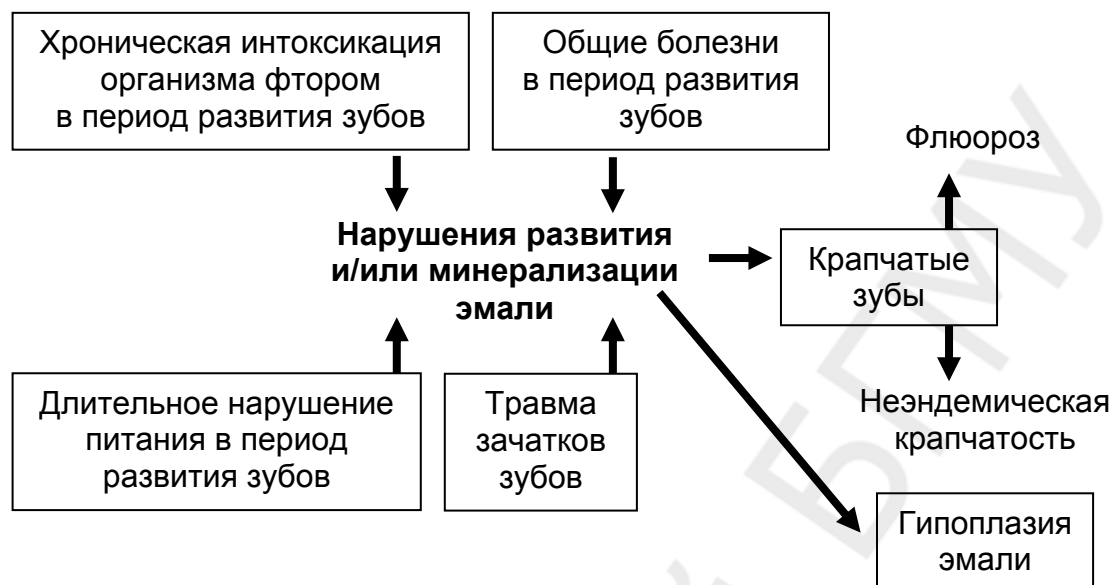 Хроническая интоксикация
организма фтором
в период развития зубов
Общие болезни
в период развития
зубов
Флюороз
Нарушения развития
и/или минерализации
эмали
Крапчатые
зубы
Длительное нарушение
питания в период
развития зубов
Травма
зачатков
зубов
Неэндемическая
крапчатость
Гипоплазия
эмали
БГМУ